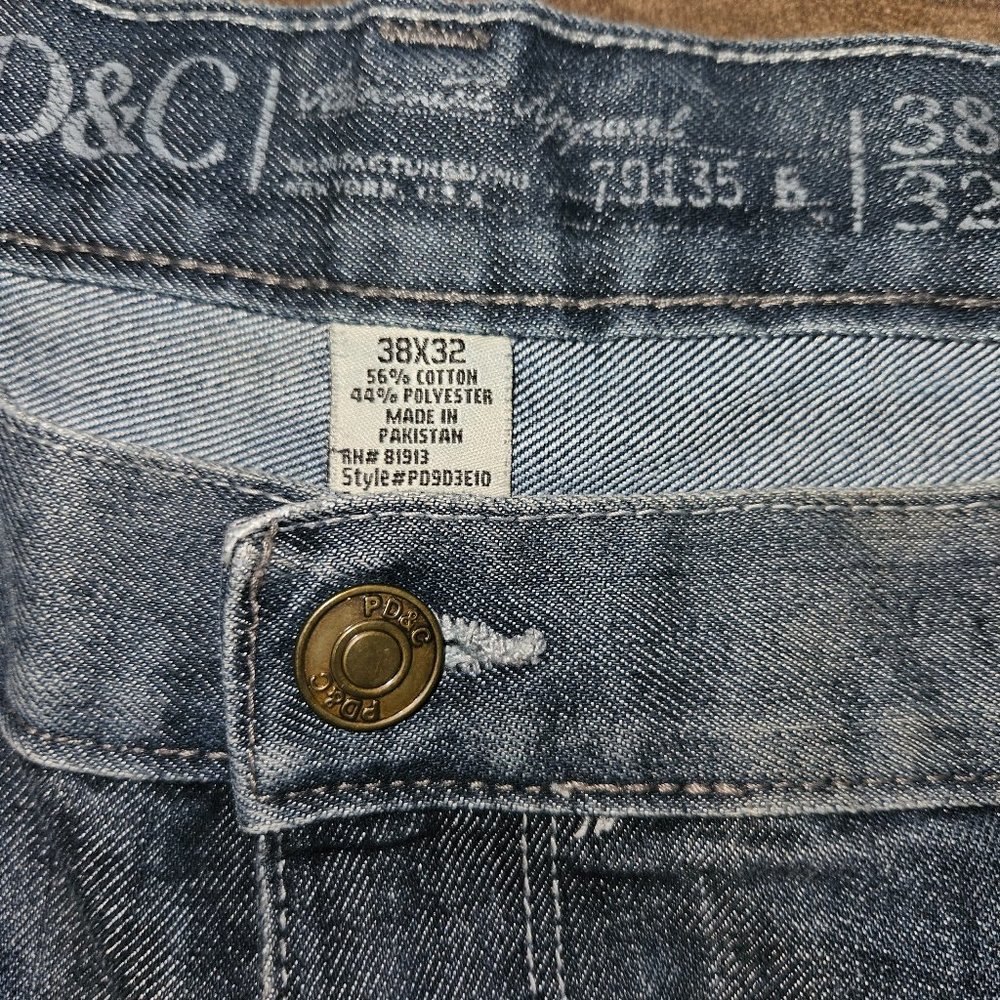 PD&C
Apparel
MANUFACTURED IN
NEW YORK, U.S.A.
79135
38
32
38X32
56% COTTON
44% POLYESTER
MADE IN
PAKISTAN
RN# 81913
Style#PD9D3E10
PD&C
PD&C